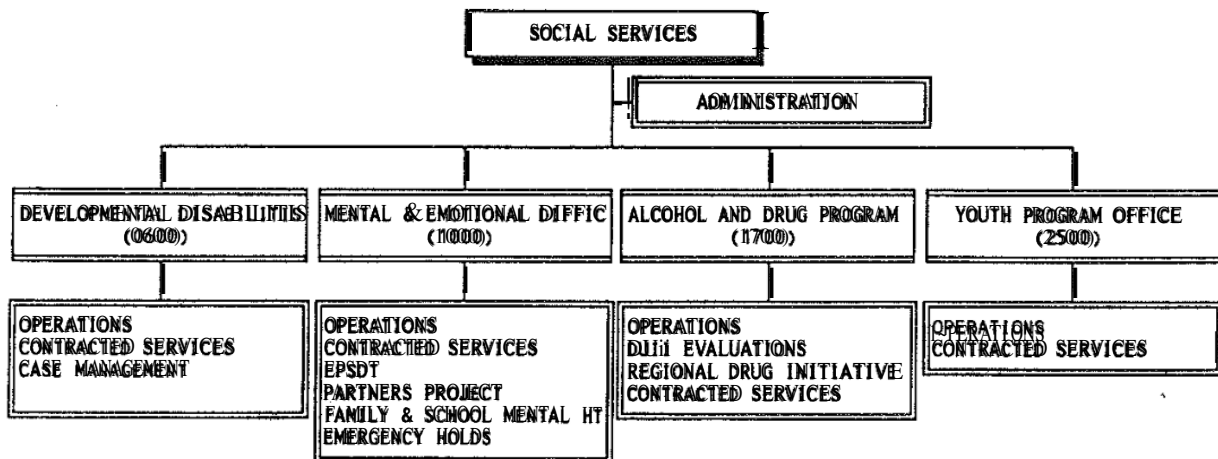 SOCIAL SERVICES
ADMINISTRATION
DEVELOPMENTAL DISABILITIS
(0600)
MENTAL & EMOTIONAL DIFFIC
(1000)
ALCOHOL AND DRUG PROGRAM
(1700)
YOUTH PROGRAM OFFICE
(2500)
OPERATIONS
CONTRACTED SERVICES
CASE MANAGEMENT
OPERATIONS
CONTRACTED SERVICES
EPSDT
PARTNERS PROJECT
FAMILY & SCHOOL MENTAL HT
EMERGENCY HOLDS
OPERATIONS
EVALUATIONS
REGIONAL DRUG INITIATIVE
CONTRACTED SERVICES
OPERATIONS
CONTRACTED SERVICES